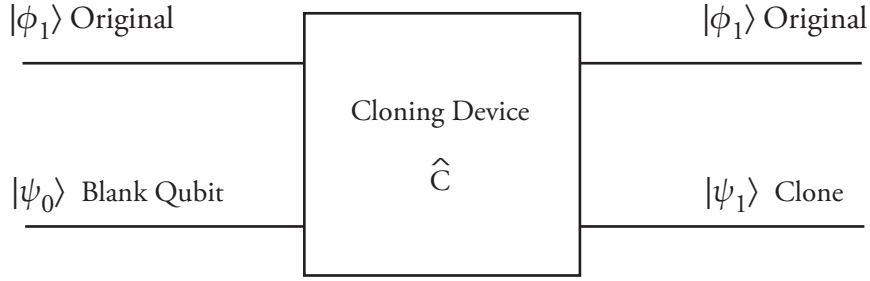 |ϕ₁⟩ Original
|ϕ₁⟩ Original
Cloning Device
Ĉ
|ψ₀⟩ Blank Qubit
|ψ₁⟩ Clone